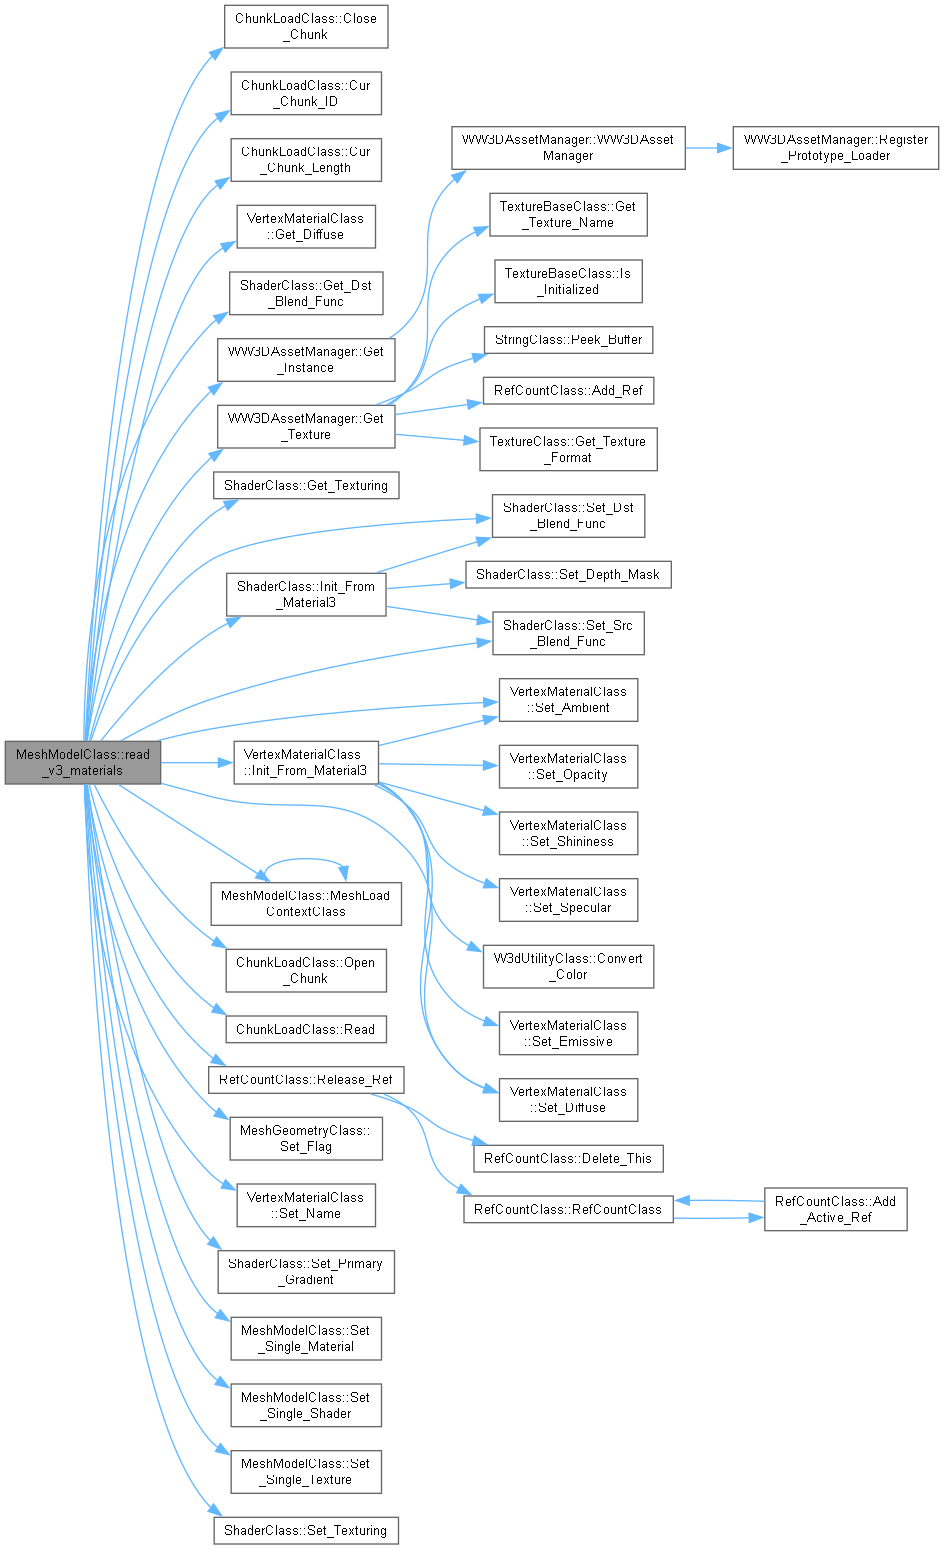 ChunkLoadClass::Close
_Chunk
ChunkLoadClass::Cur
_Chunk_ID
ChunkLoadClass::Cur
_Chunk_Length
VertexMaterialClass
::Get_Diffuse
ShaderClass::Get_Dst
_Blend_Func
WW3DAssetManager::Get
_Instance
WW3DAssetManager::Get
_Texture
ShaderClass::Get_Texturing
ShaderClass::Init_From
_Material3
MeshModelClass::read
_v3_materials
VertexMaterialClass
::Init_From_Material3
MeshModelClass::MeshLoad
ContextClass
ChunkLoadClass::Open
_Chunk
ChunkLoadClass::Read
RefCountClass::Release_Ref
MeshGeometryClass::
Set_Flag
VertexMaterialClass
::Set_Name
ShaderClass::Set_Primary
_Gradient
MeshModelClass::Set
_Single_Material
MeshModelClass::Set
_Single_Shader
MeshModelClass::Set
_Single_Texture
ShaderClass::Set_Texturing
WW3DAssetManager::WW3DAsset
Manager
TextureBaseClass::Get
_Texture_Name
TextureBaseClass::Is
_Initialized
StringClass::Peek_Buffer
RefCountClass::Add_Ref
TextureClass::Get_Texture
_Format
ShaderClass::Set_Dst
_Blend_Func
ShaderClass::Set_Depth_Mask
ShaderClass::Set_Src
_Blend_Func
VertexMaterialClass
::Set_Ambient
VertexMaterialClass
::Set_Opacity
VertexMaterialClass
::Set_Shininess
VertexMaterialClass
::Set_Specular
W3dUtilityClass::Convert
_Color
VertexMaterialClass
::Set_Emissive
VertexMaterialClass
::Set_Diffuse
RefCountClass::Delete_This
RefCountClass::RefCountClass
WW3DAssetManager::Register
_Prototype_Loader
RefCountClass::Add
_Active_Ref